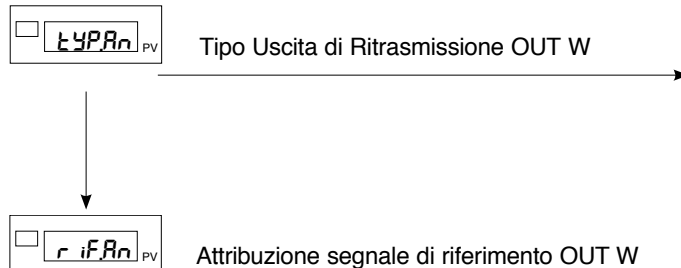 tYP.An PV Tipo Uscita di Ritrasmissione OUT W
r iF.An PV Attribuzione segnale di riferimento OUT W